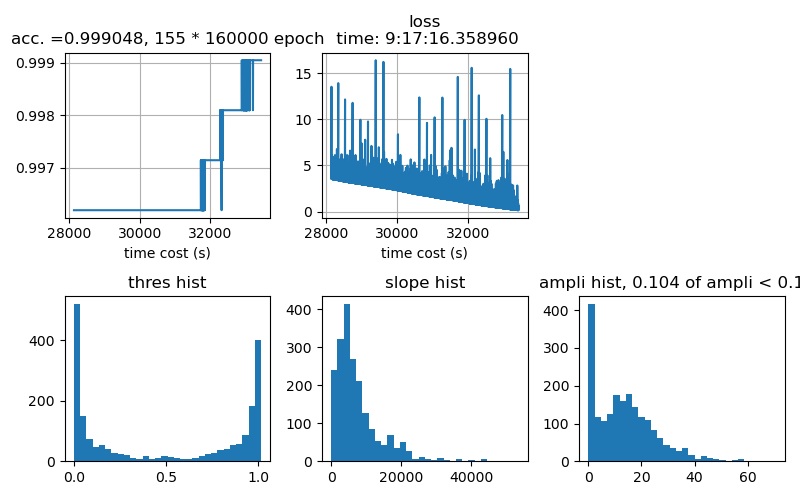 loss
acc. =0.999048, 155 * 160000 epoch time: 9:17:16.358960
0.999
0.998
0.997
28000 30000 32000
time cost (s)
15
10
5
0
28000 30000 32000
time cost (s)
thres hist
400
200
0
0.0 0.5 1.0
slope hist
400
300
200
100
0
0 20000 40000
ampli hist, 0.104 of ampli < 0.1
400
300
200
100
0
0 20 40 60